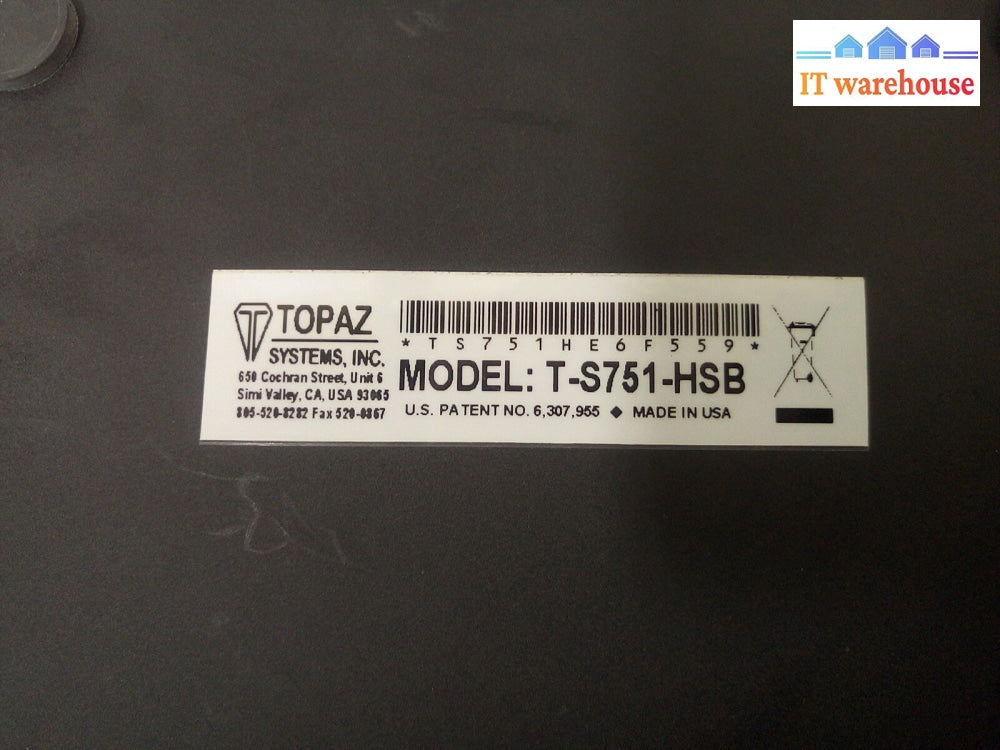 IT warehouse
TOPAZ
SYSTEMS, INC.
650 Cochran Street, Unit 6
Simi Valley, CA, USA 93065
805-520-8282 Fax 520-0867
*TS751HE6F559*
MODEL: T-S751-HSB
U.S. PATENT NO. 6,307,955 ◆ MADE IN USA